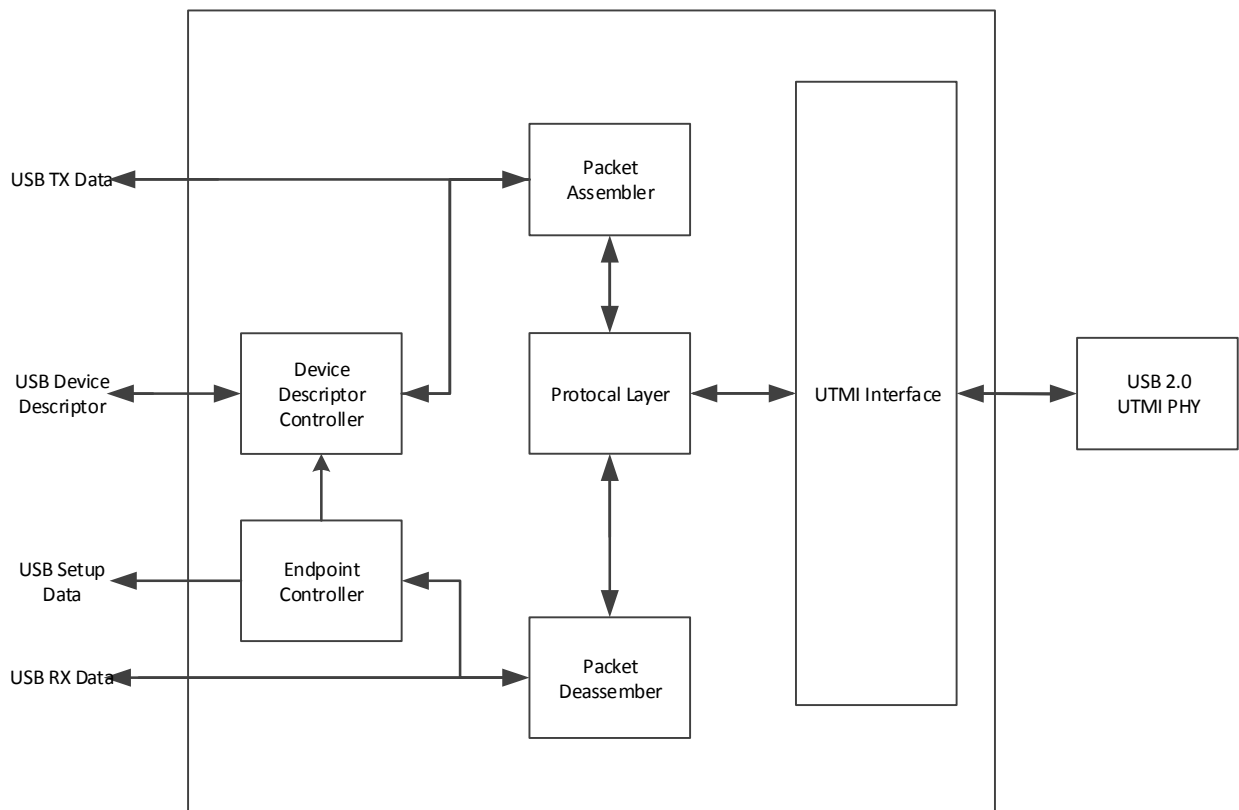 USB TX Data
Packet
Assembler
USB Device
Descriptor
Device
Descriptor
Controller
Protocal Layer
UTMI Interface
USB 2.0
UTMI PHY
USB Setup
Data
Endpoint
Controller
USB RX Data
Packet
Deassember